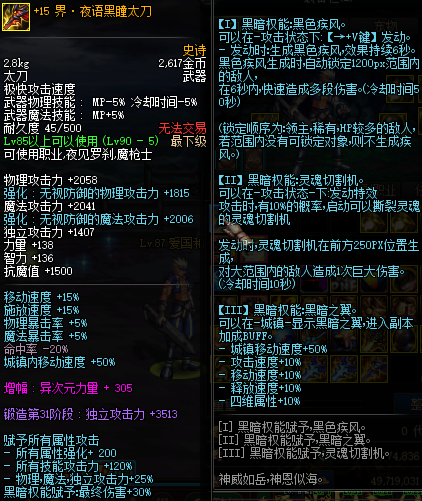 +15 界·夜语黑瞳太刀
史诗
2.8kg
2,617金币
太刀
武器
极快攻击速度
武器物理技能: MP-5% 冷却时间-5%
武器魔法技能: MP+5%
耐久度 45/500
无法交易
Lv85以上可以使用 (Lv90 - 5)
最下级
可使用职业,夜见罗刹,魔枪士
物理攻击力 +2058
强化:无视防御的物理攻击力 +1815
魔法攻击力 +2041
强化:无视防御的魔法攻击力 +2006
独立攻击力 +1407
力量 +138
智力 +136
抗魔值 +1500
移动速度 +15%
施放速度 +15%
物理暴击率 +5%
魔法暴击率 +5%
命中率 -20%
城镇内移动速度 +50%
增幅:异次元力量 + 305
锻造第31阶段:独立攻击力 +3513
赋予所有属性攻击
- 所有属性强化+ 200
- 所有技能攻击力 +120%
- 物理,魔法,独立攻击力+25%
黑暗权能赋予:最终伤害+30%
[I] 黑暗权能:黑色疾风。
可以在-攻击状态下:【→→V键】发动。
- 发动时:生成黑色疾风,效果持续6秒。
黑色疾风生成时自动锁定1200px范围内
的敌人,
在6秒内,快速造成多段伤害。(冷却时间5
0秒)
(锁定顺序为:领主,稀有,HP较多的敌人,
若范围内没有可锁定对象,则不生成疾
风。)
[II] 黑暗权能:灵魂切割机。
可以在-攻击状态-下:发动特效
攻击时,有10%的概率,启动可以撕裂灵魂
的灵魂切割机
发动时,灵魂切割机在前方250PX位置生
成,
对大范围内的敌人造成1次巨大伤害。
(冷却时间10秒)
[III] 黑暗权能:黑暗之翼。
可以在-城镇-显示黑暗之翼,进入副本
加成BUFF。
- 城镇移动速度+50%
- 攻击速度+10%
- 移动速度+10%
- 释放速度+10%
- 四维属性+10%
[I] 黑暗权能赋予,黑色疾风。
[II] 黑暗权能赋予,黑暗之翼。
[III] 黑暗权能赋予,灵魂切割机。
神威如岳,神恩似海。